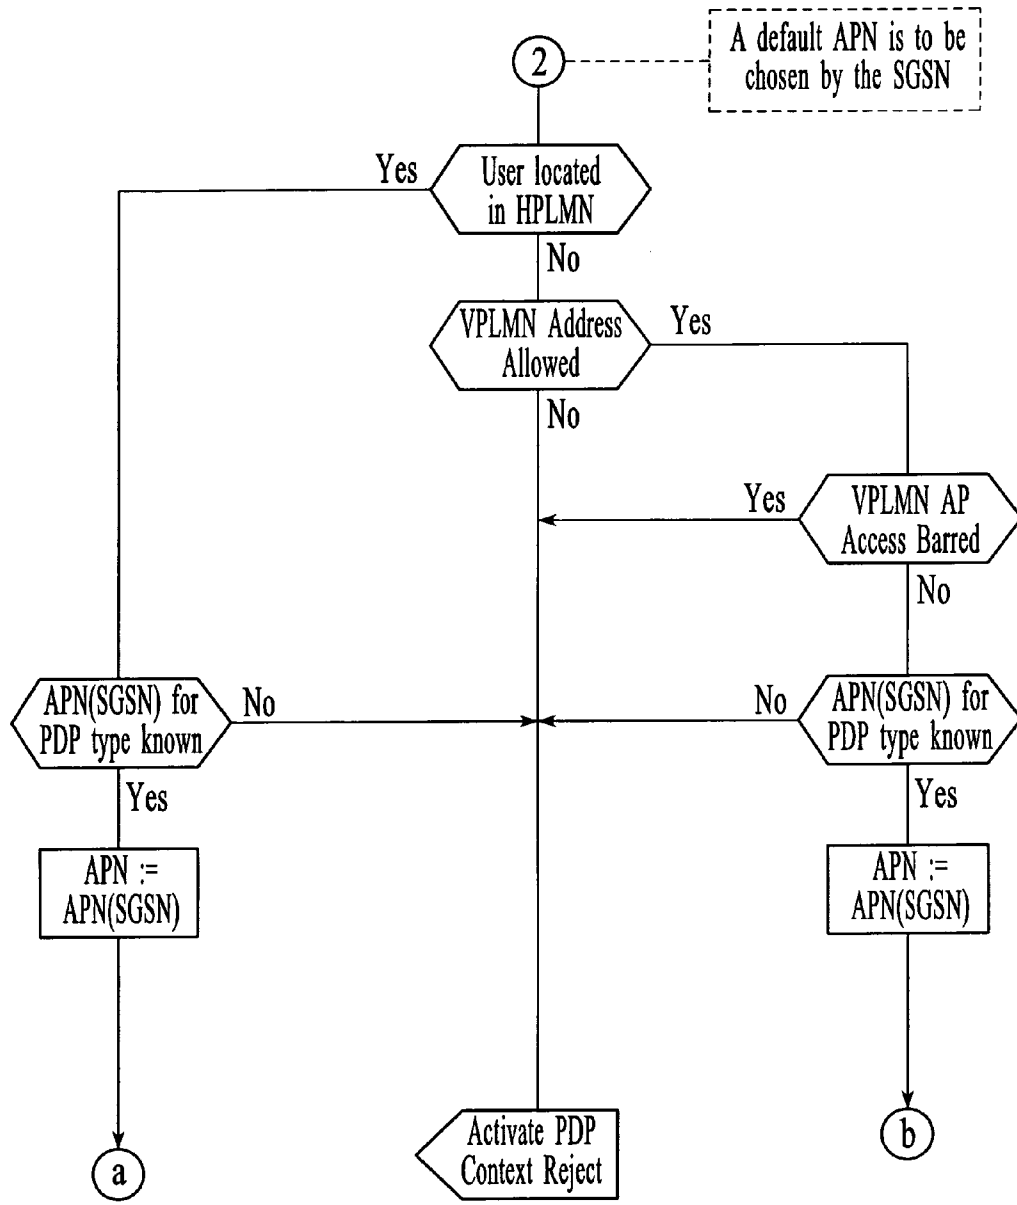 A default APN is to be
chosen by the SGSN
2
Yes
User located
in HPLMN
No
VPLMN Address
Allowed
Yes
No
Yes
VPLMN AP
Access Barred
No
APN(SGSN) for
PDP type known
No
No
APN(SGSN) for
PDP type known
Yes
Yes
APN :=
APN(SGSN)
APN :=
APN(SGSN)
Activate PDP
Context Reject
a
b